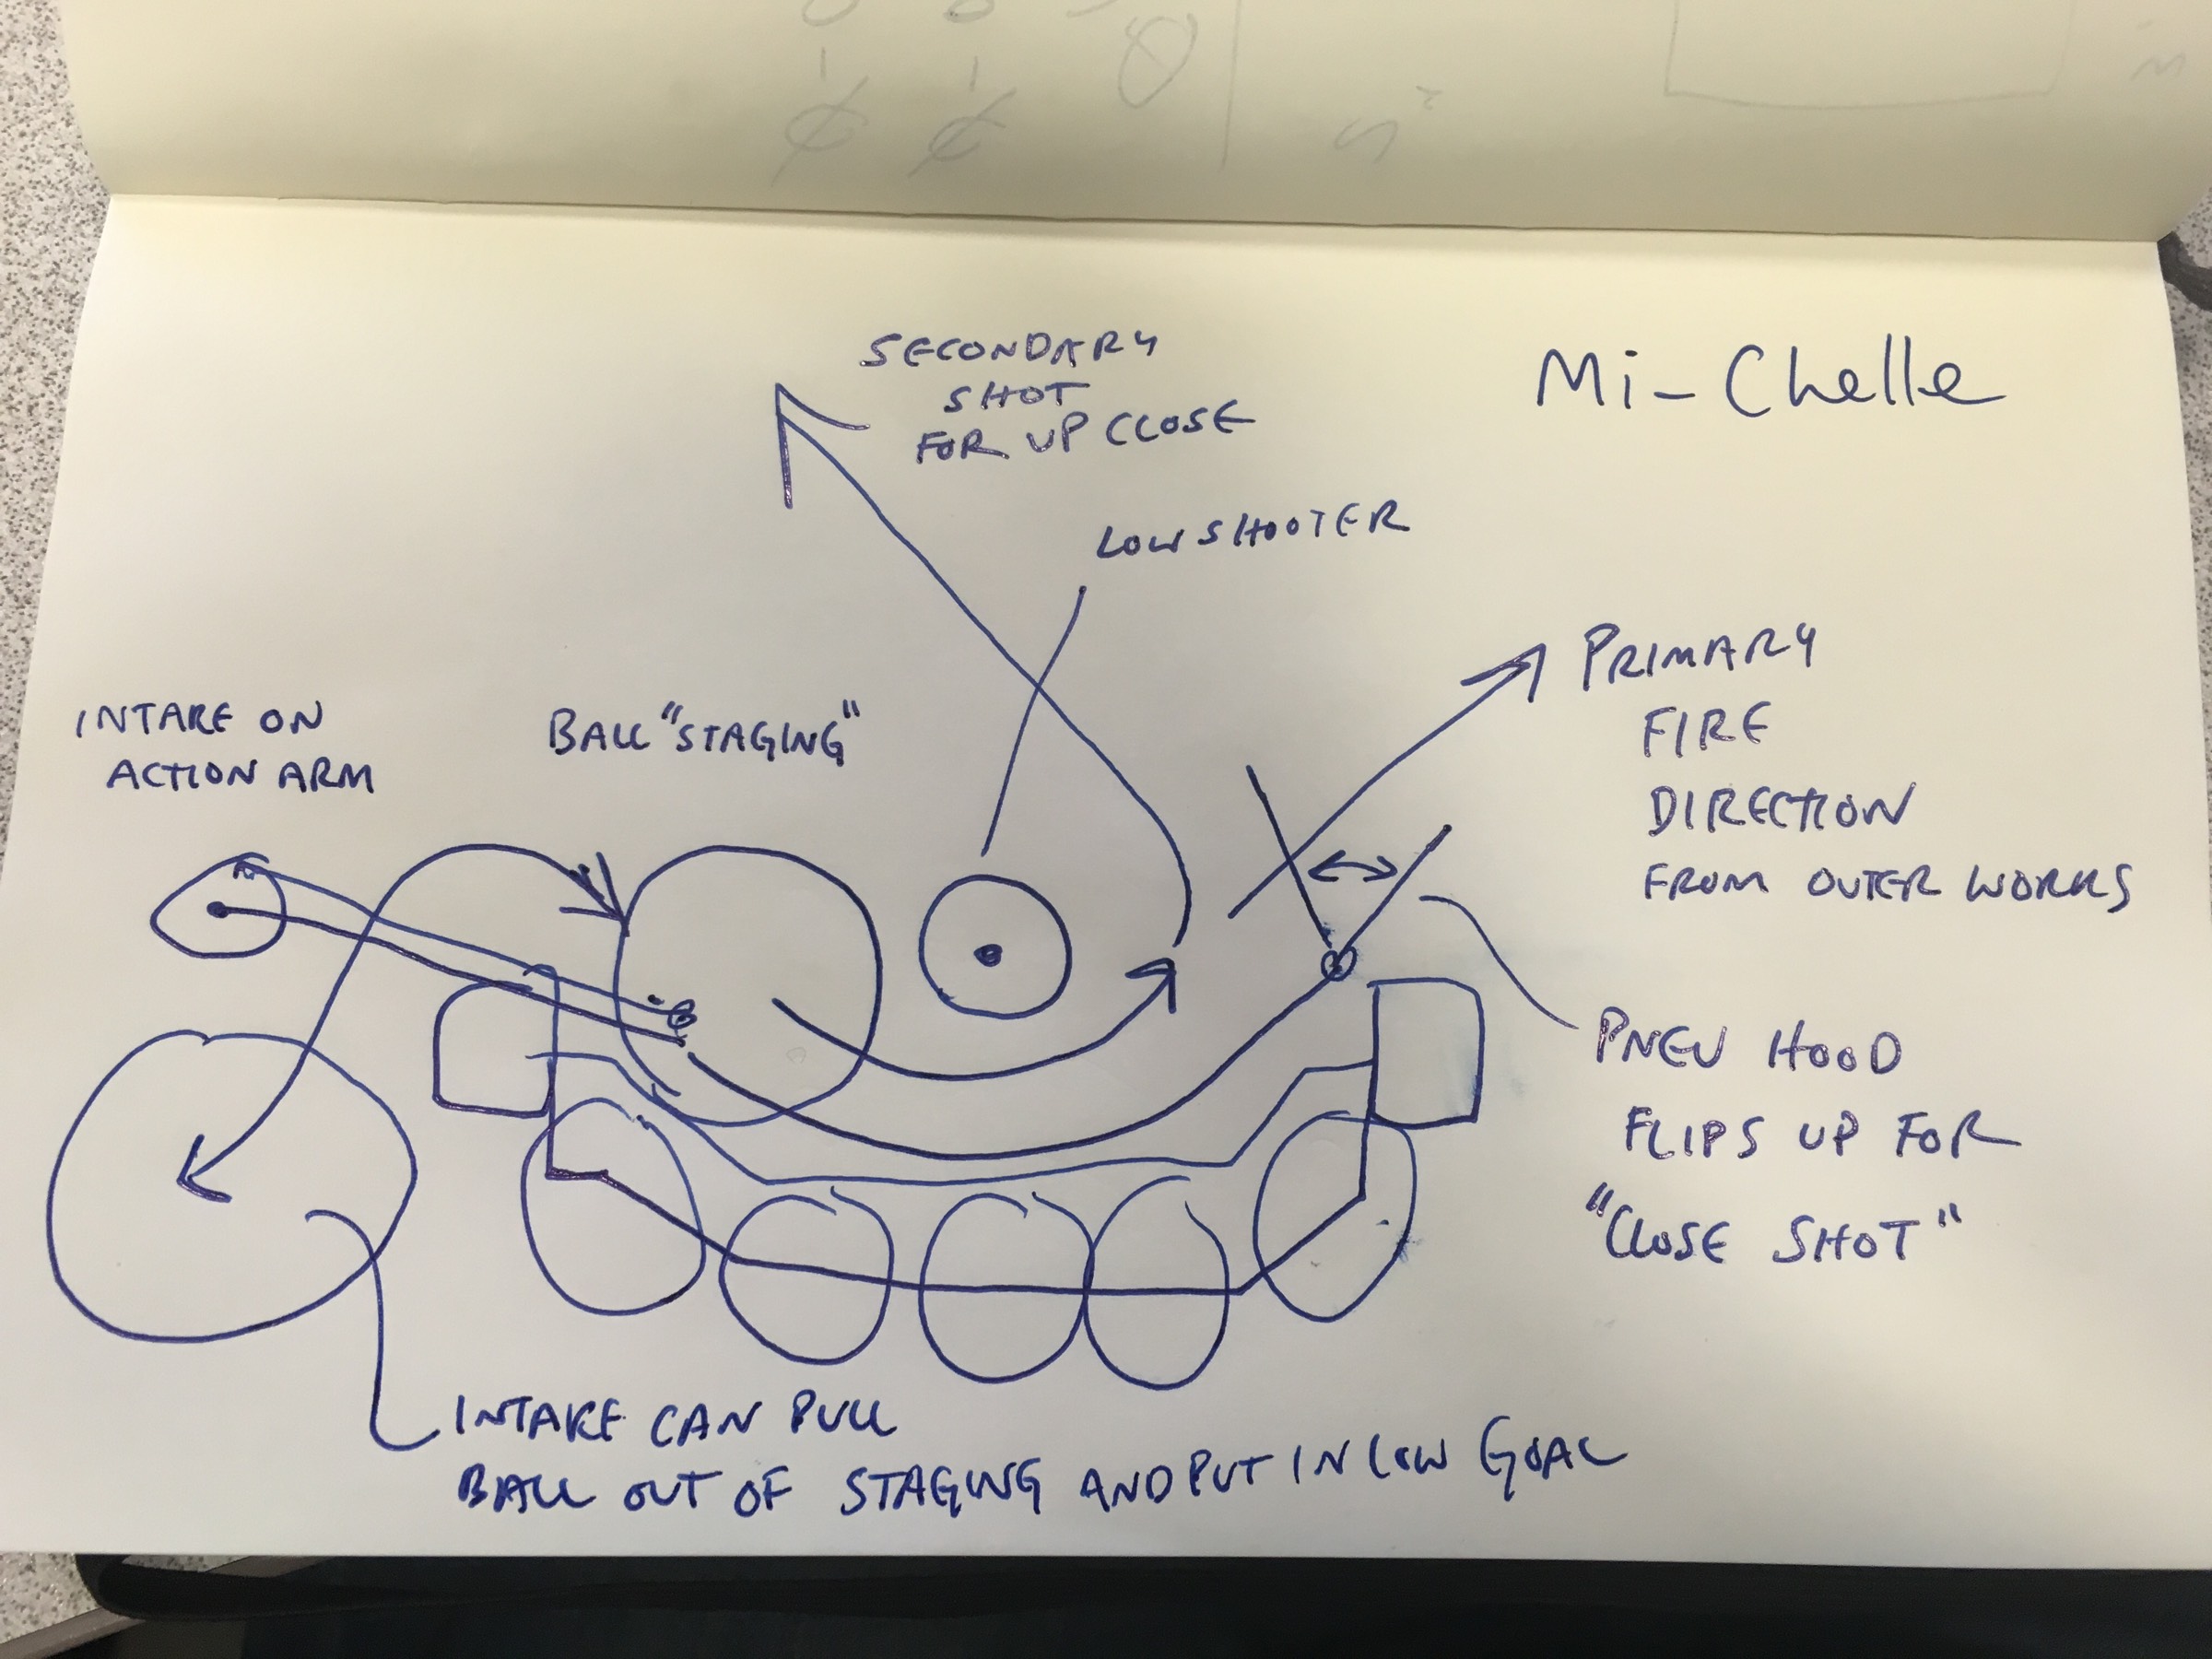 Mi-Chelle
SECONDARY
SHOT
FOR UP CLOSE
LOW SHOOTER
PRIMARY
FIRE
DIRECTION
FROM OUTER WORKS
INTAKE ON
ACTION ARM
BALL "STAGING"
PNEU HOOD
FLIPS UP FOR
"CLOSE SHOT"
INTAKE CAN PULL
BALL OUT OF STAGING AND PUT IN LOW GOAL